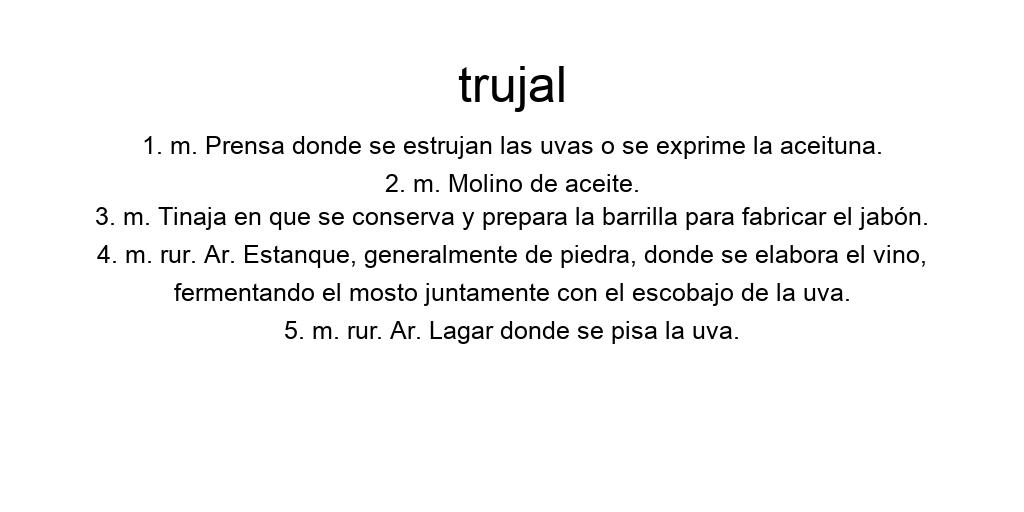 trujal
1. m. Prensa donde se estrujan las uvas o se exprime la aceituna.
2. m. Molino de aceite.
3. m. Tinaja en que se conserva y prepara la barrilla para fabricar el jabón.
4. m. rur. Ar. Estanque, generalmente de piedra, donde se elabora el vino,
fermentando el mosto juntamente con el escobajo de la uva.
5. m. rur. Ar. Lagar donde se pisa la uva.